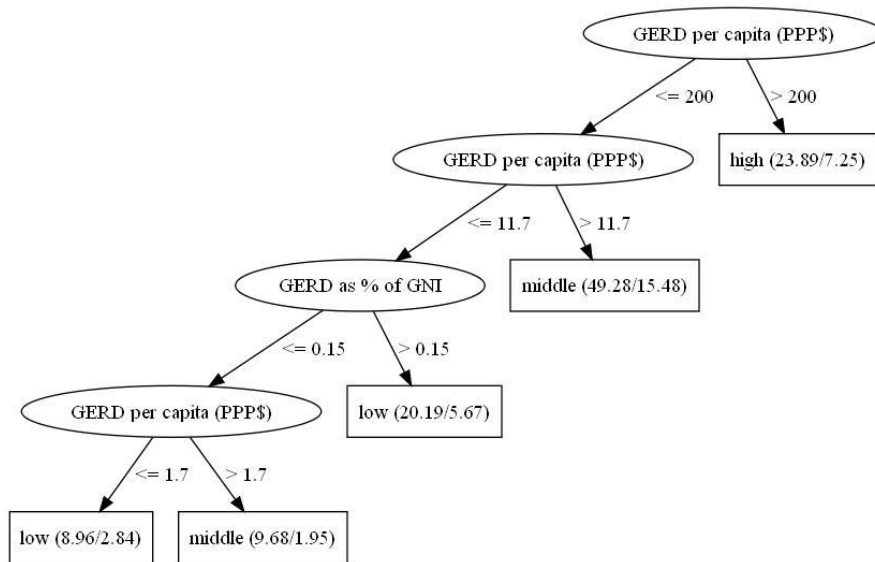 GERD per capita (PPP$)
<= 200
> 200
GERD per capita (PPP$)
high (23.89/7.25)
<= 11.7
> 11.7
GERD as % of GNI
middle (49.28/15.48)
<= 0.15
> 0.15
GERD per capita (PPP$)
low (20.19/5.67)
<= 1.7
> 1.7
low (8.96/2.84)
middle (9.68/1.95)